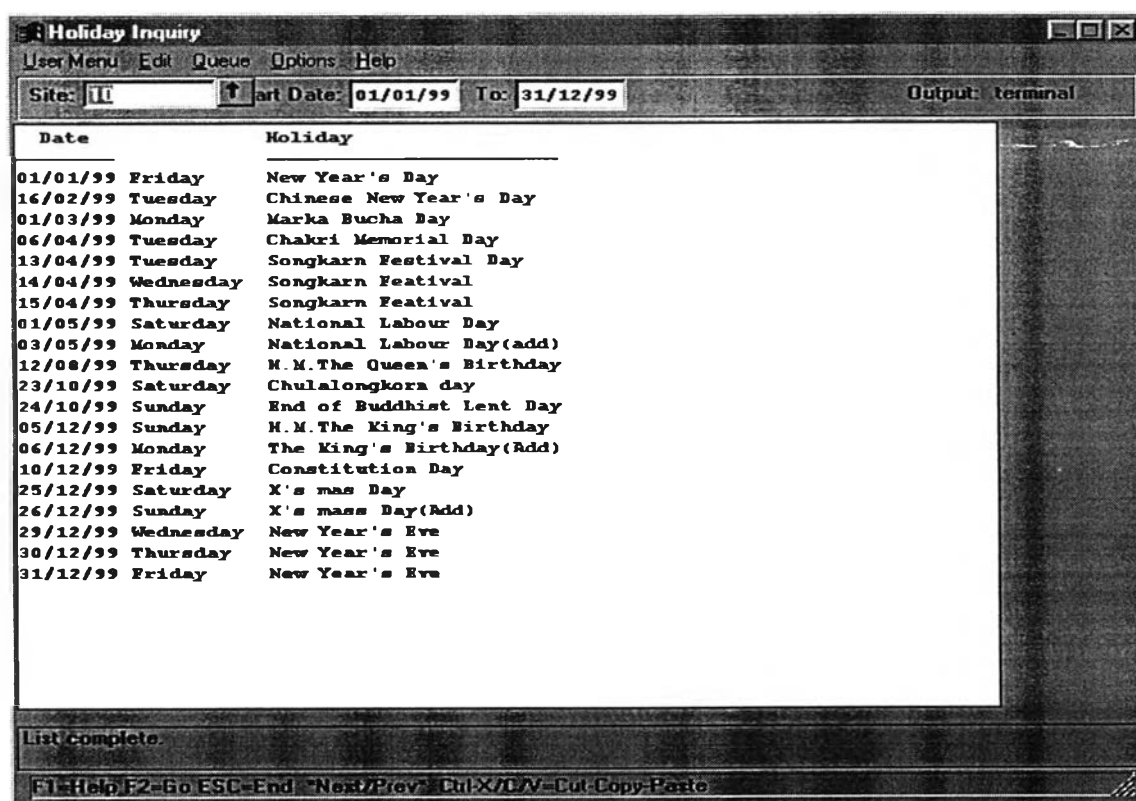 Holiday Inquiry
User Menu Edit Queue Options Help
Site: art Date: 01/01/99 To: 31/12/99 Output: terminal
Date Holiday
01/01/99 Friday New Year's Day
16/02/99 Tuesday Chinese New Year's Day
01/03/99 Monday Marka Bucha Day
06/04/99 Tuesday Chakri Memorial Day
13/04/99 Tuesday Songkarn Festival Day
14/04/99 Wednesday Songkarn Featival
15/04/99 Thursday Songkarn Featival
01/05/99 Saturday National Labour Day
03/05/99 Monday National Labour Day(add)
12/08/99 Thursday H.M.The Queen's Birthday
23/10/99 Saturday Chulalongkorn day
24/10/99 Sunday End of Buddhist Lent Day
05/12/99 Sunday H.M.The King's Birthday
06/12/99 Monday The King's Birthday(Add)
10/12/99 Friday Constitution Day
25/12/99 Saturday X's mas Day
26/12/99 Sunday X's mass Day(Add)
29/12/99 Wednesday New Year's Eve
30/12/99 Thursday New Year's Eve
31/12/99 Friday New Year's Eve
List complete.
F1=Help F2=Go ESC=End *Next/Prev* Ctrl-X/C/V=Cut-Copy-Paste